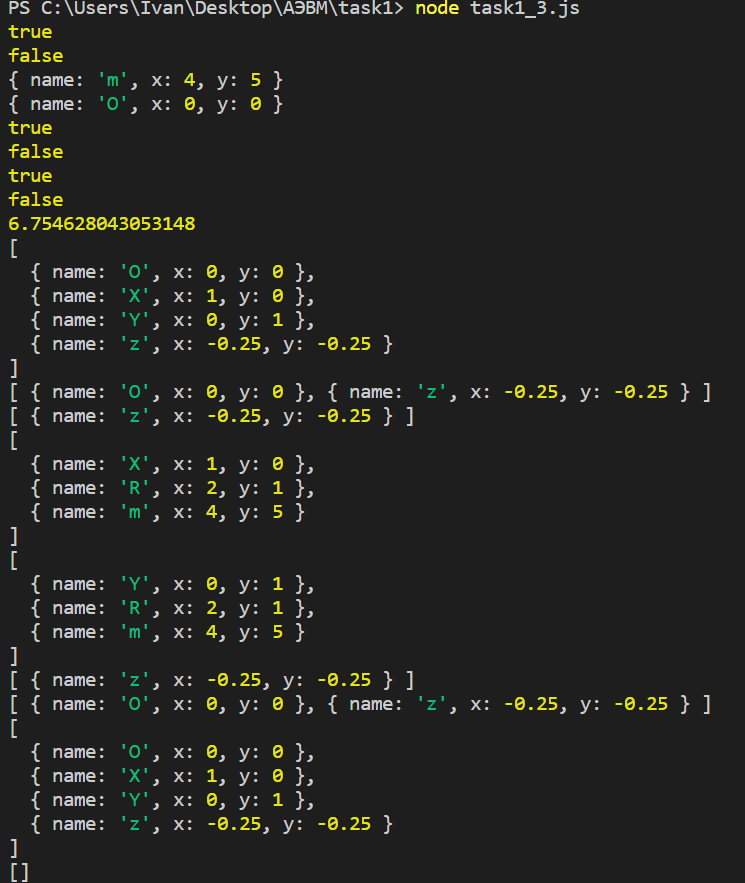 PS C:\Users\Ivan\Desktop\АЭВМ\task1> node task1_3.js
true
false
{ name: 'm', x: 4, y: 5 }
{ name: 'O', x: 0, y: 0 }
true
false
true
false
6.754628043053148
[
  { name: 'O', x: 0, y: 0 },
  { name: 'X', x: 1, y: 0 },
  { name: 'Y', x: 0, y: 1 },
  { name: 'z', x: -0.25, y: -0.25 }
]
[ { name: 'O', x: 0, y: 0 }, { name: 'z', x: -0.25, y: -0.25 } ]
[ { name: 'z', x: -0.25, y: -0.25 } ]
[
  { name: 'X', x: 1, y: 0 },
  { name: 'R', x: 2, y: 1 },
  { name: 'm', x: 4, y: 5 }
]
[
  { name: 'Y', x: 0, y: 1 },
  { name: 'R', x: 2, y: 1 },
  { name: 'm', x: 4, y: 5 }
]
[ { name: 'z', x: -0.25, y: -0.25 } ]
[ { name: 'O', x: 0, y: 0 }, { name: 'z', x: -0.25, y: -0.25 } ]
[
  { name: 'O', x: 0, y: 0 },
  { name: 'X', x: 1, y: 0 },
  { name: 'Y', x: 0, y: 1 },
  { name: 'z', x: -0.25, y: -0.25 }
]
[]